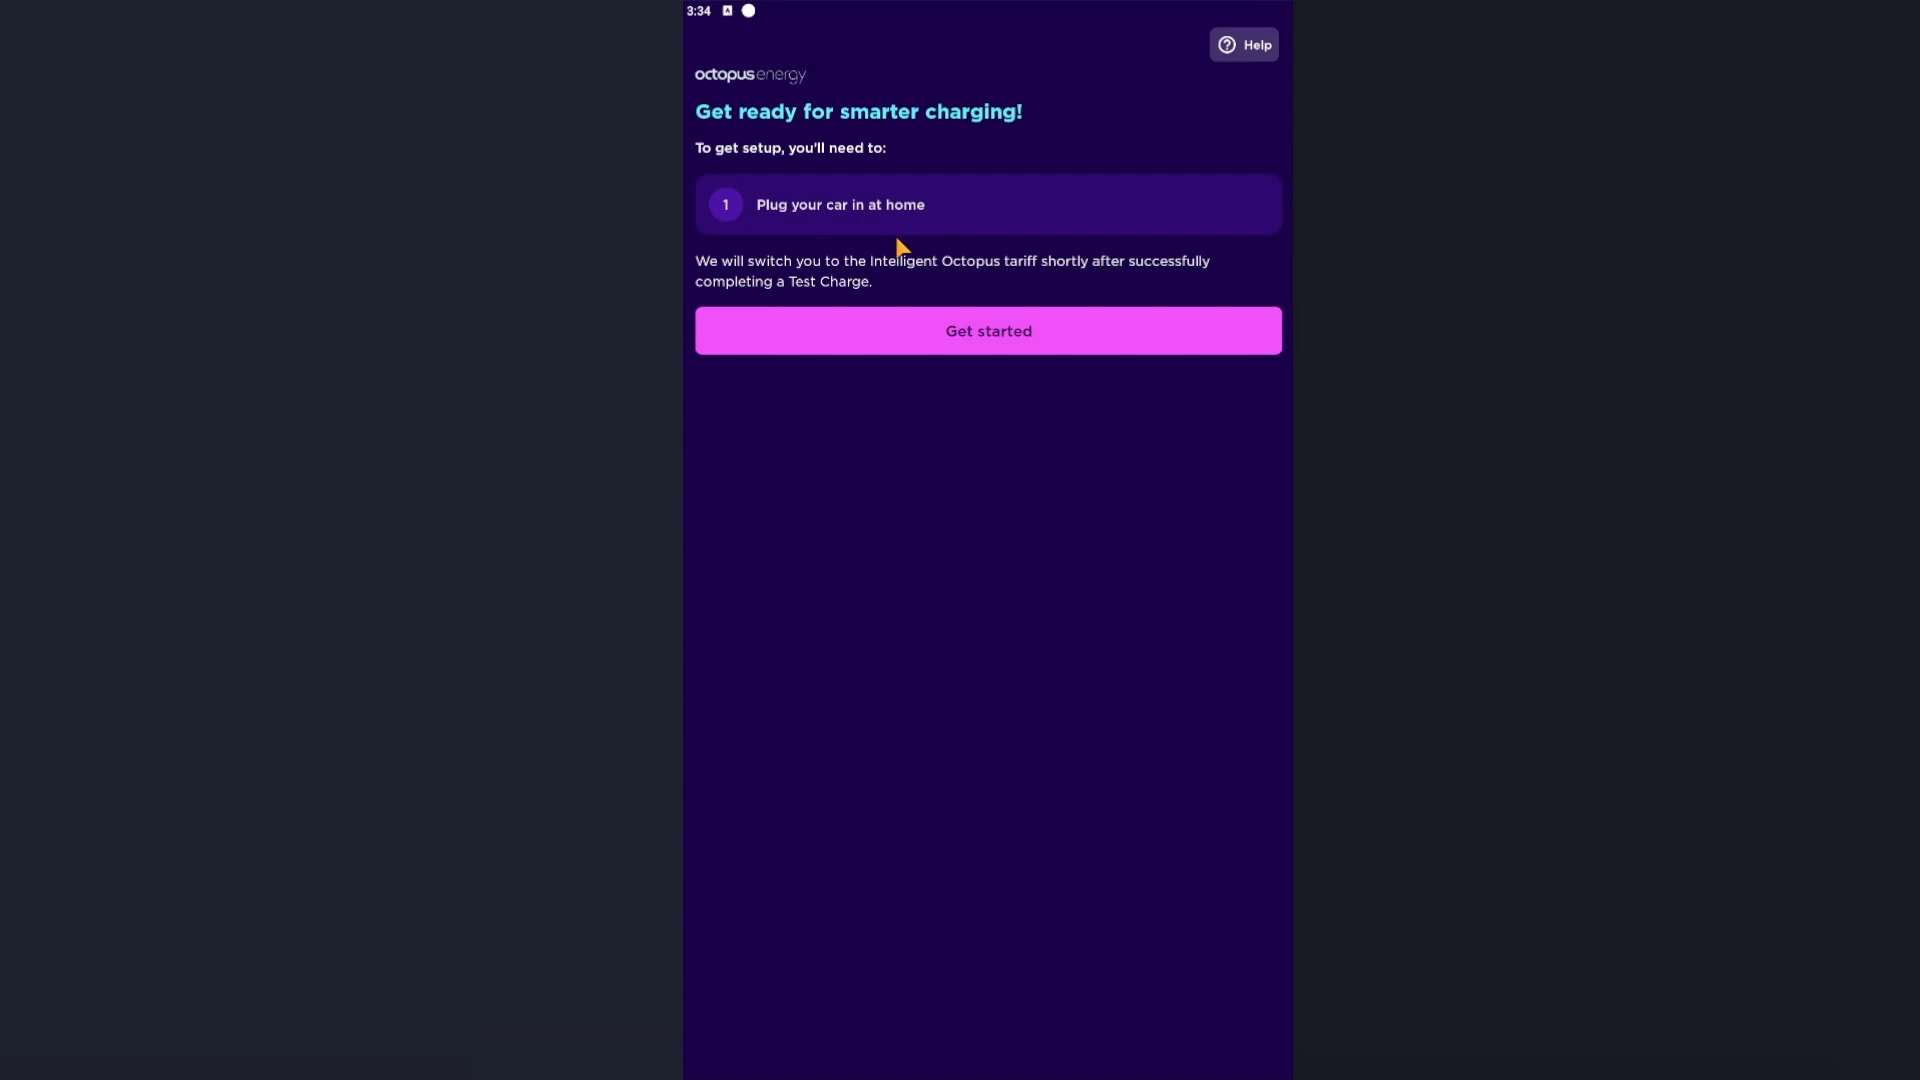 3:34 A
Help
octopusenergy
Get ready for smarter charging!
To get setup, you'll need to:
1 Plug your car in at home
We will switch you to the Intelligent Octopus tariff shortly after successfully
completing a Test Charge.
Get started